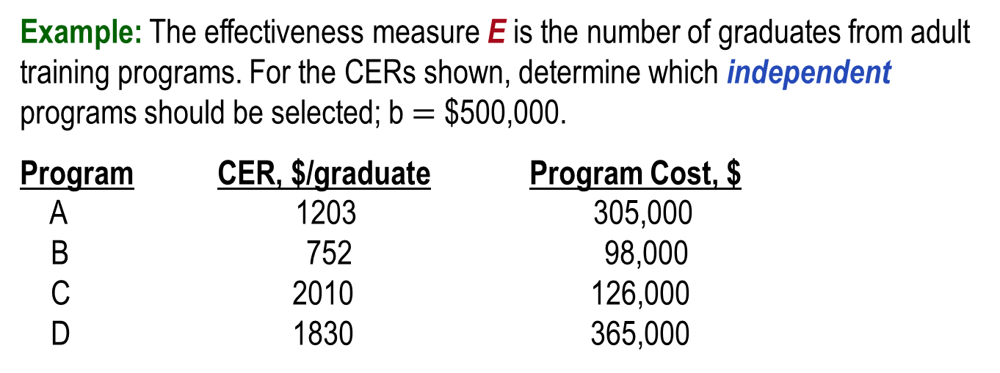 Example: The effectiveness measure E is the number of graduates from adult
training programs. For the CERs shown, determine which independent
programs should be selected; b = $500,000.
Program CER, $/graduate Program Cost, $
A 1203 305,000
B 752 98,000
C 2010 126,000
D 1830 365,000